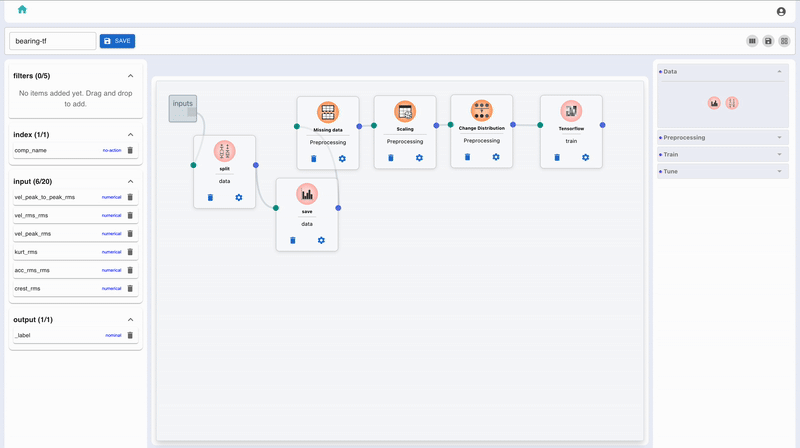 bearing-tf
SAVE
filters (0/5)
No items added yet. Drag and drop
to add.
index (1/1)
comp_name no-action
input (6/20)
vel_peak_to_peak_rms numerical
vel_rms_rms numerical
vel_peak_rms numerical
kurt_rms numerical
acc_rms_rms numerical
crest_rms numerical
output (1/1)
_label nominal
inputs
split
data
save
data
Missing data
Preprocessing
Scaling
Preprocessing
Change Distribution
Preprocessing
Tensorflow
train
Data
Preprocessing
Train
Tune